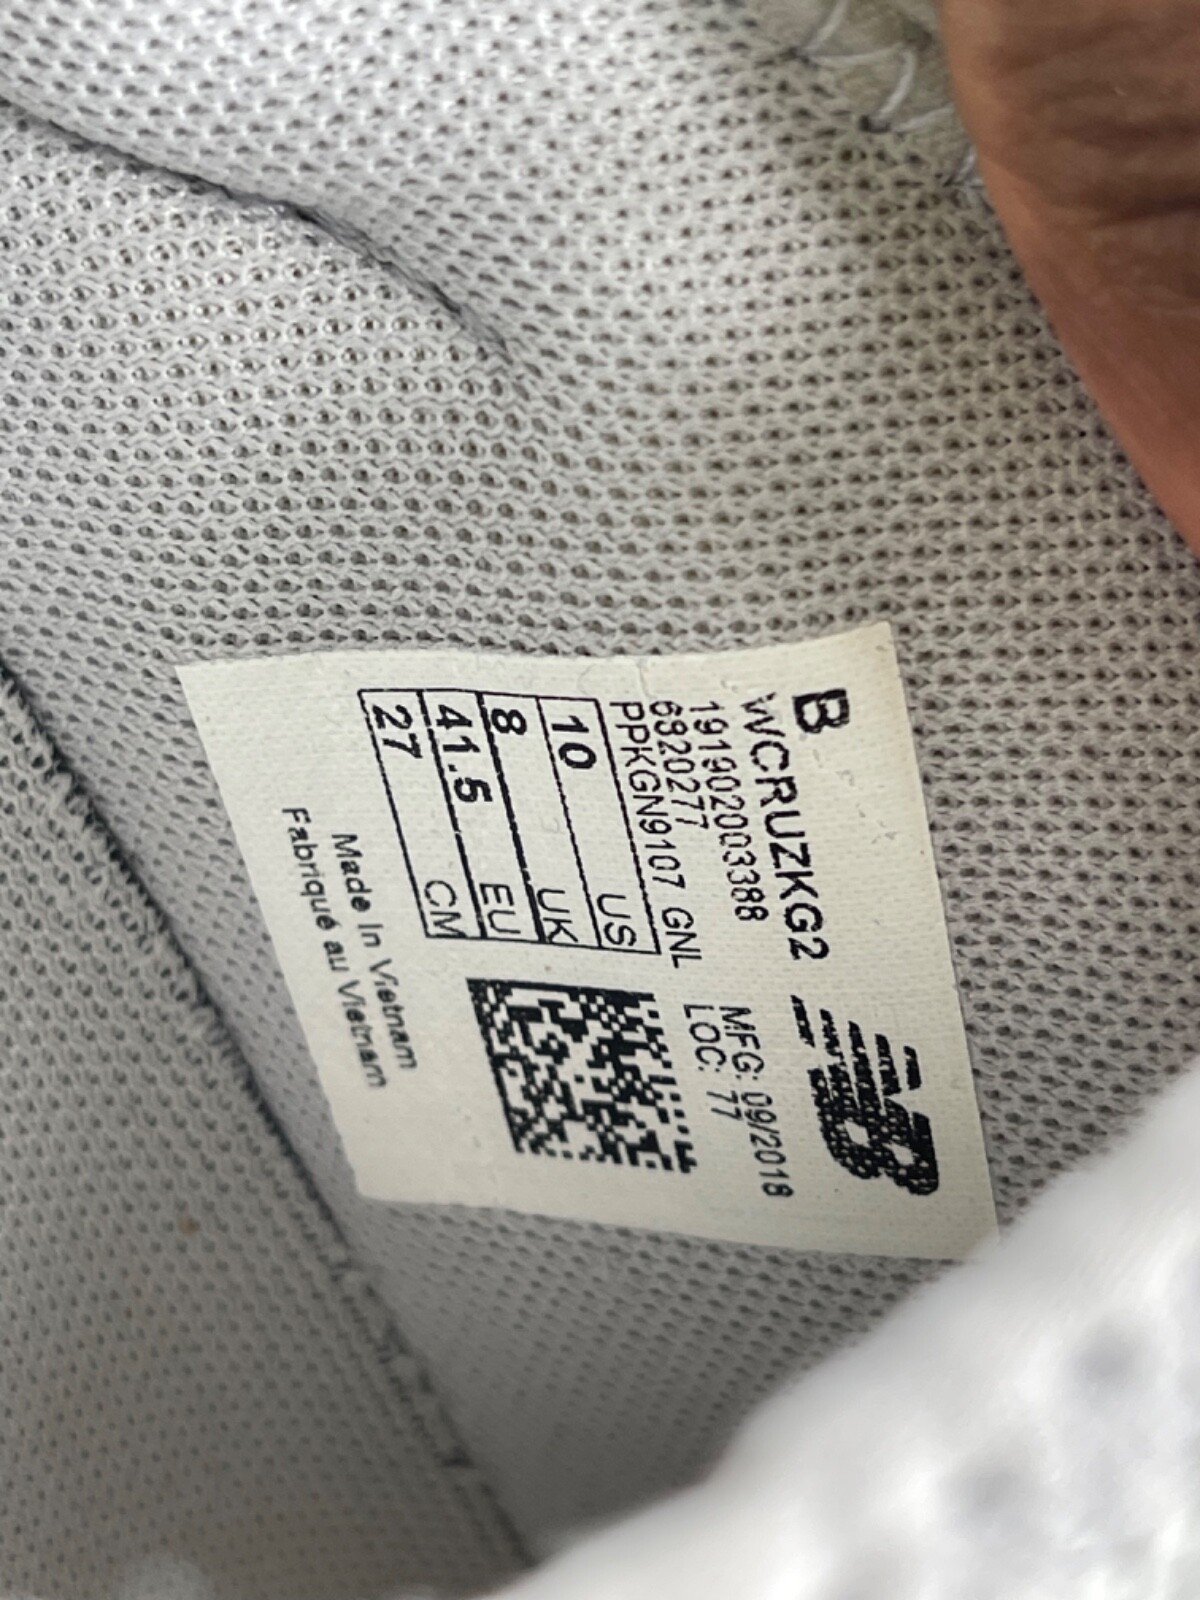 B
WCRUZKG2
191902003388
6820277
PPKGN9107 GNL
MFG: 09/2018
LOC: 77
10 US
8 UK
41.5 EU
27 CM
Made In Vietnam
Fabriqué au Vietnam